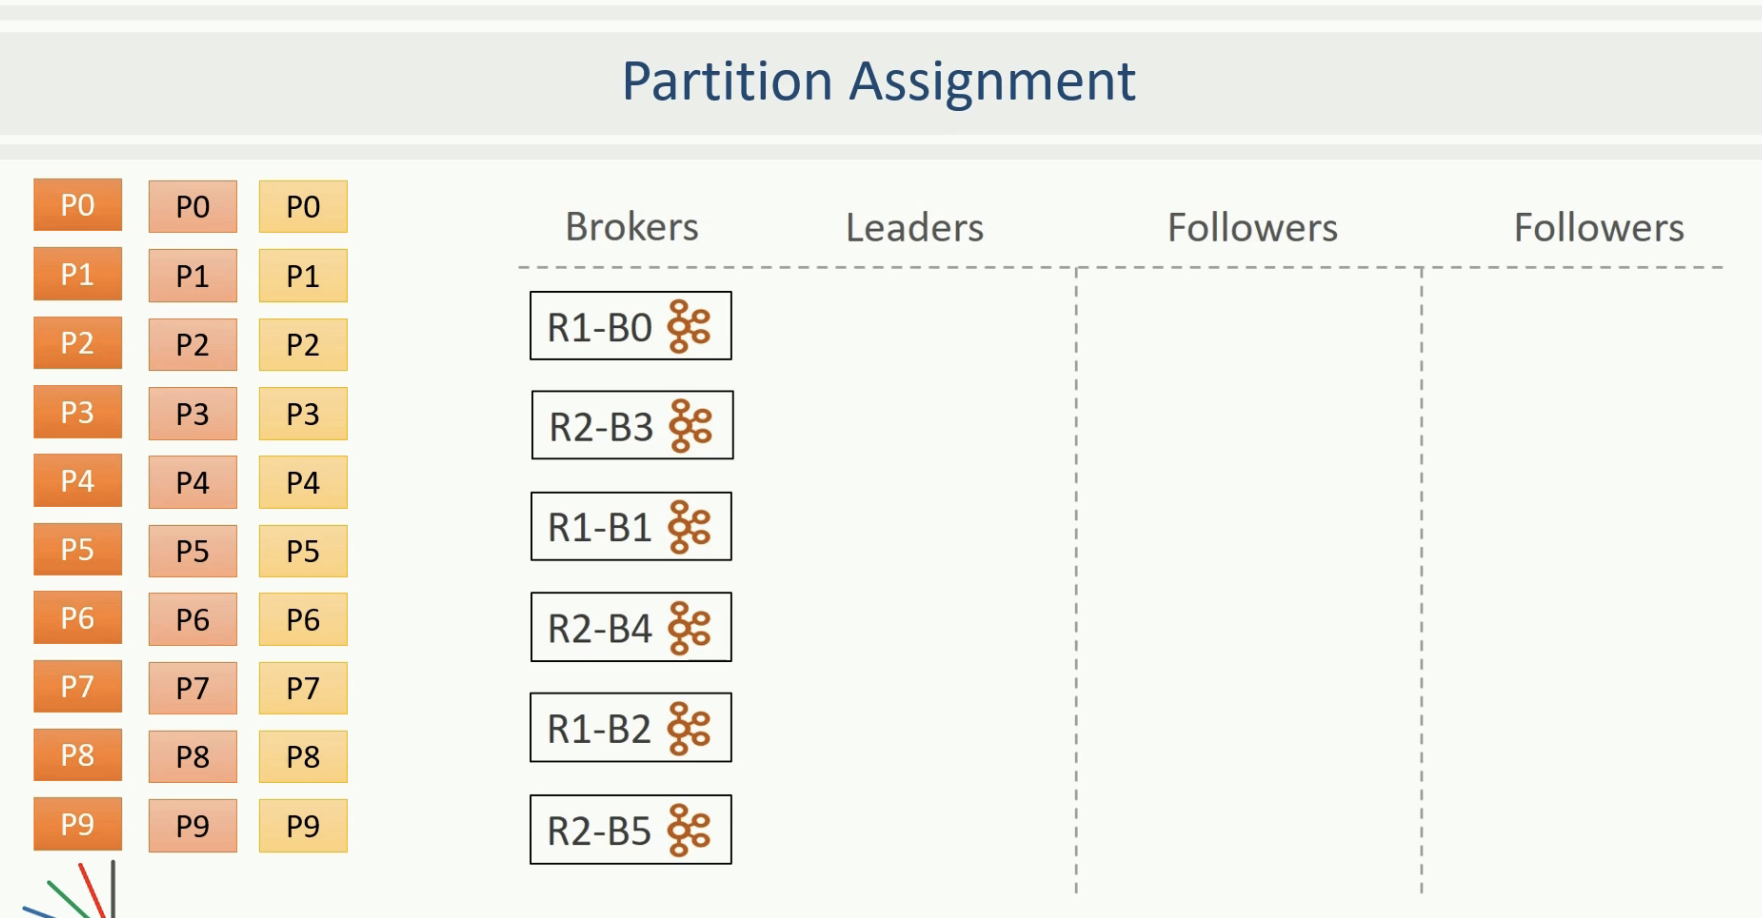 Partition Assignment
Brokers Leaders Followers Followers
P0 P0 P0
P1 P1 P1
P2 P2 P2
P3 P3 P3
P4 P4 P4
P5 P5 P5
P6 P6 P6
P7 P7 P7
P8 P8 P8
P9 P9 P9
R1-B0
R2-B3
R1-B1
R2-B4
R1-B2
R2-B5